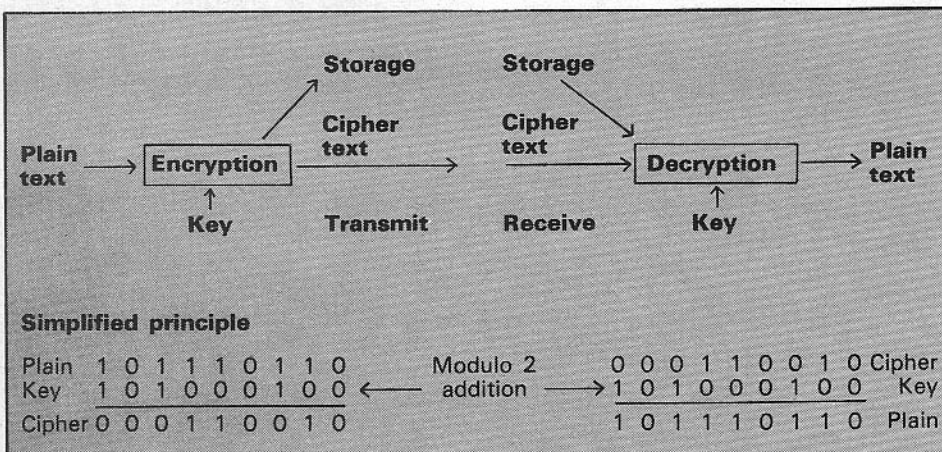 Storage Storage
Cipher text Cipher text
Plain text Encryption Decryption Plain text
Key Transmit Receive Key
Simplified principle
Plain 1 0 1 1 1 0 1 1 0 Modulo 2 0 0 0 1 1 0 0 1 0 Cipher
Key 1 0 1 0 0 0 1 0 0 addition 1 0 1 0 0 0 1 0 0 Key
Cipher 0 0 0 1 1 0 0 1 0 1 0 1 1 1 0 1 1 0 Plain